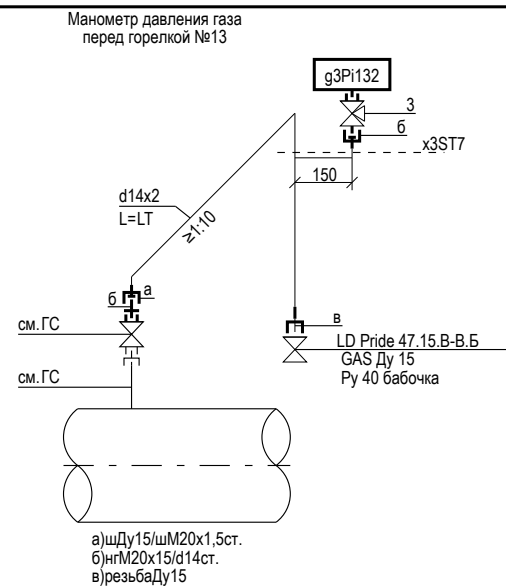 Манометр давления газа
перед горелкой №13
g3Pi132
3
б
x3ST7
150
d14x2
L=LT
≥1:10
а
б
см.ГС
в
LD Pride 47.15.В-В.Б
GAS Ду 15
Ру 40 бабочка
см.ГС
а)шДу15/шМ20х1,5ст.
б)нгМ20х15/d14ст.
в)резьбаДу15